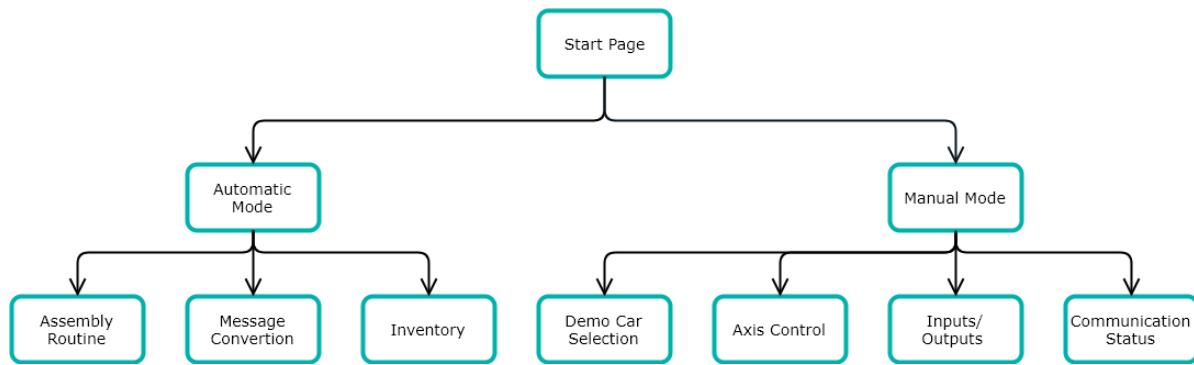 Start Page
Automatic
Mode
Manual Mode
Assembly
Routine
Message
Convertion
Inventory
Demo Car
Selection
Axis Control
Inputs/
Outputs
Communication
Status